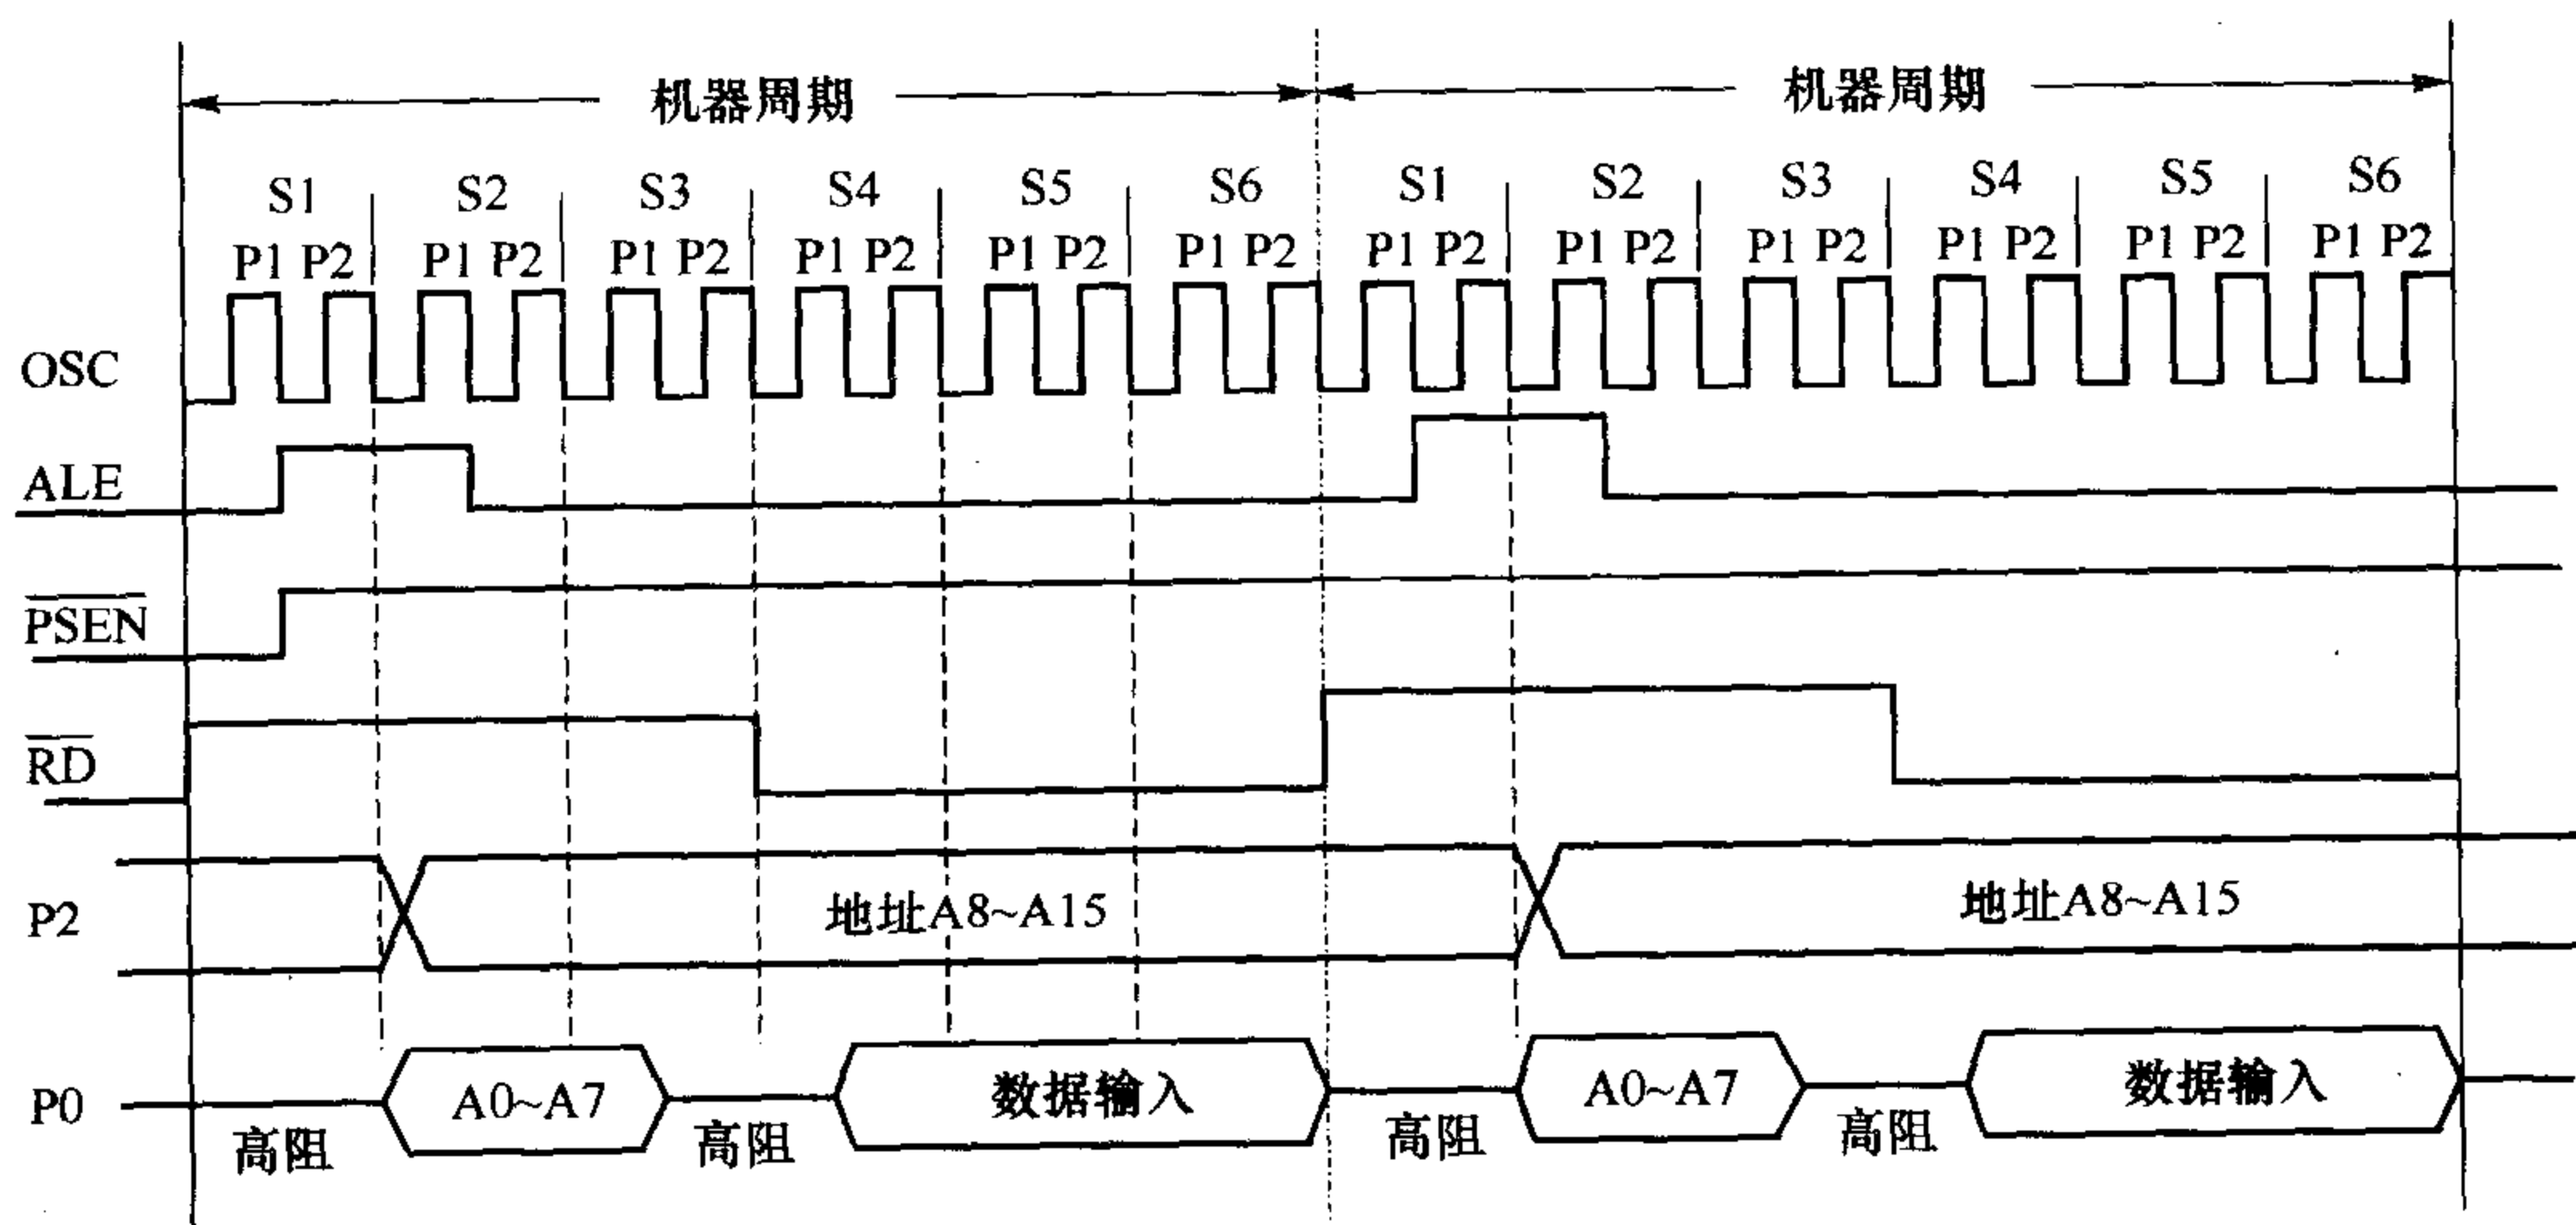 机器周期 机器周期
S1 S2 S3 S4 S5 S6 S1 S2 S3 S4 S5 S6
P1 P2 P1 P2 P1 P2 P1 P2 P1 P2 P1 P2 P1 P2 P1 P2 P1 P2 P1 P2 P1 P2 P1 P2
OSC
ALE
PSEN
RD
P2 地址A8~A15 地址A8~A15
P0 A0~A7 数据输入 A0~A7 数据输入
高阻 高阻 高阻 高阻